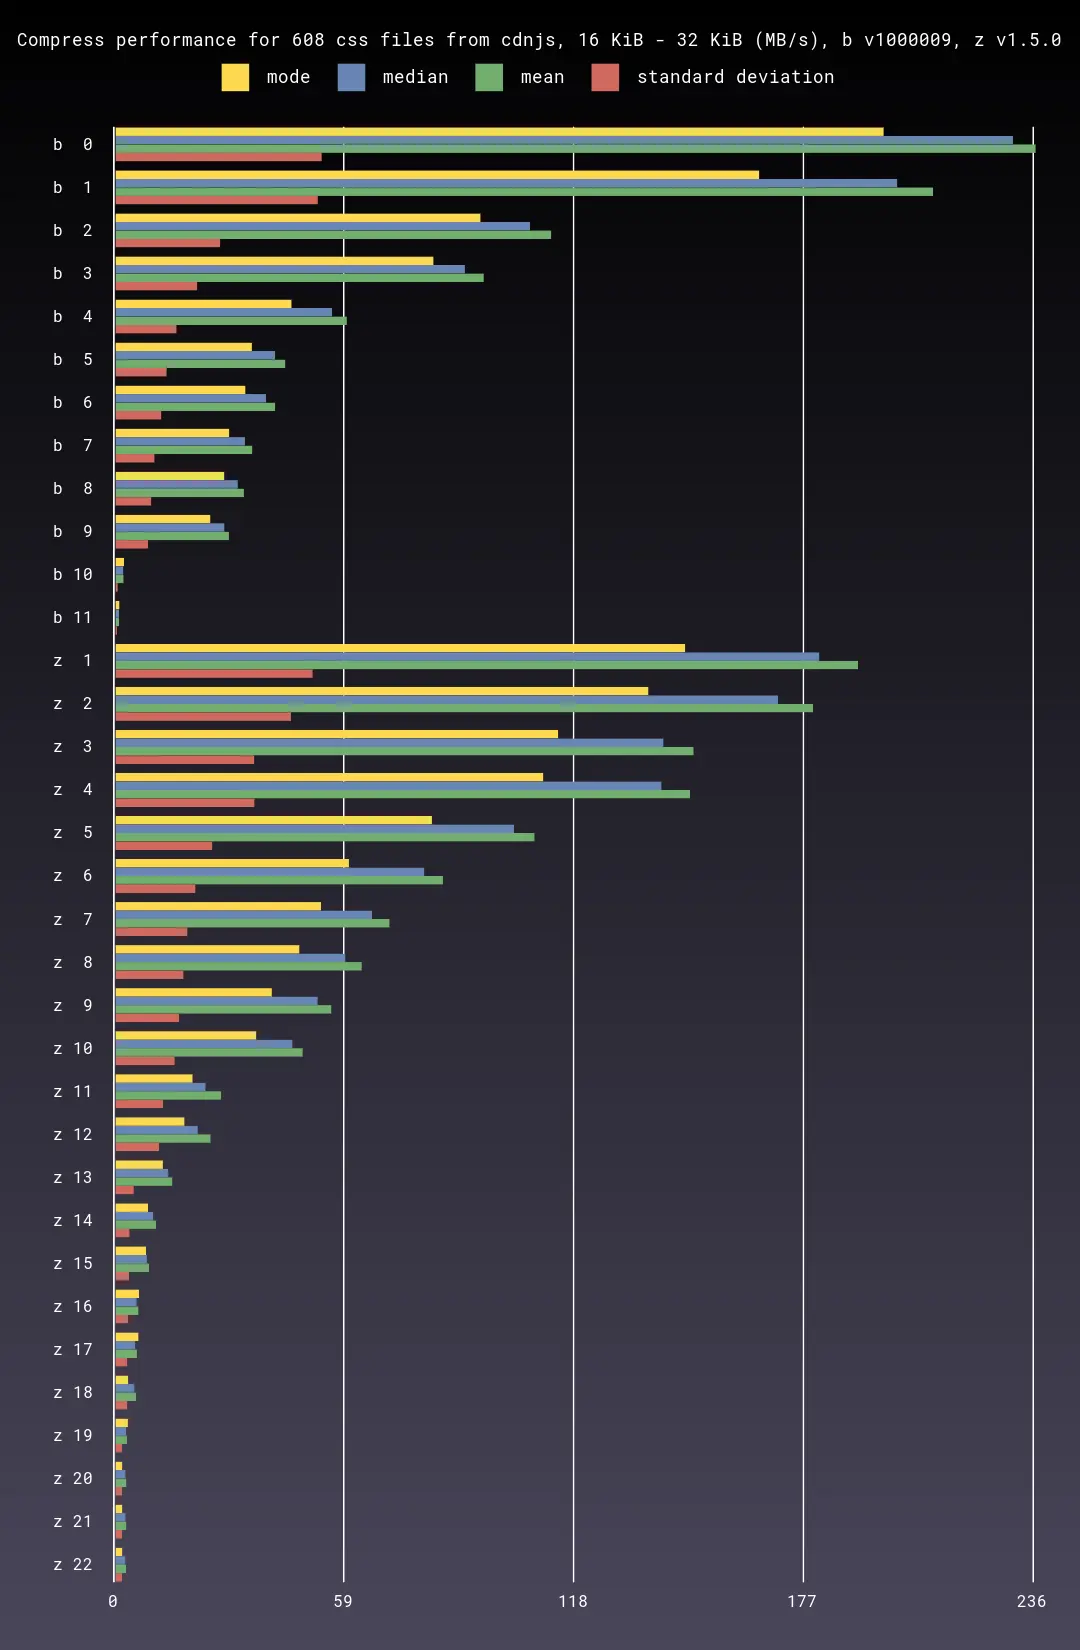 Compress performance for 608 css files from cdnjs, 16 KiB - 32 KiB (MB/s), b v1000009, z v1.5.0
mode median mean standard deviation
b 0
b 1
b 2
b 3
b 4
b 5
b 6
b 7
b 8
b 9
b 10
b 11
z 1
z 2
z 3
z 4
z 5
z 6
z 7
z 8
z 9
z 10
z 11
z 12
z 13
z 14
z 15
z 16
z 17
z 18
z 19
z 20
z 21
z 22
0 59 118 177 236